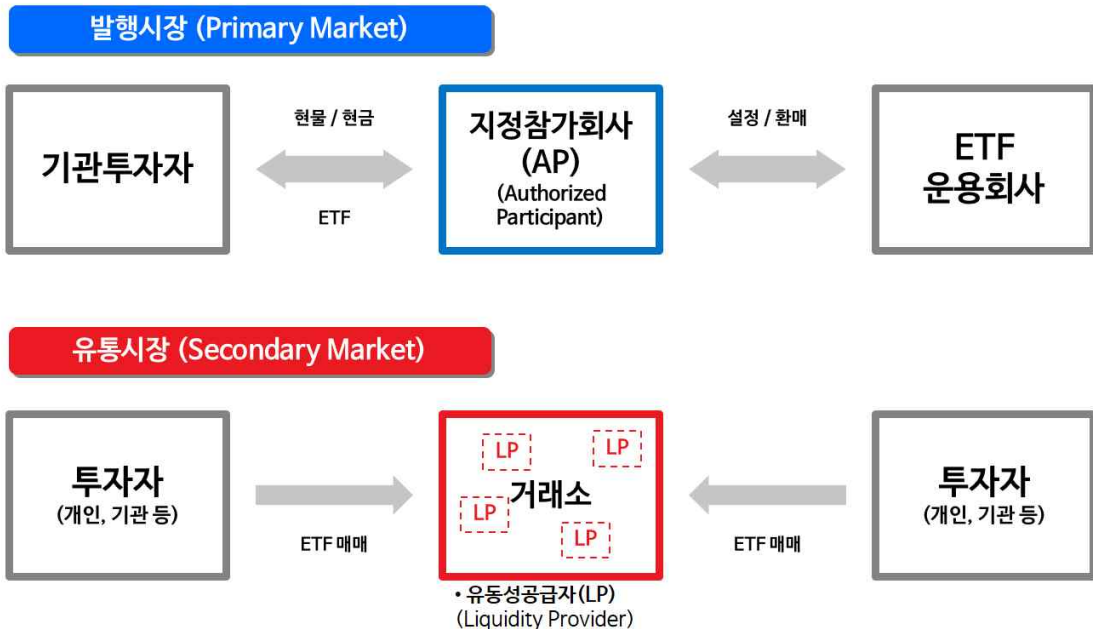 발행시장 (Primary Market)
기관투자자
현물 / 현금
ETF
지정참가회사
(AP)
(Authorized
Participant)
설정 / 환매
ETF
운용회사
유통시장 (Secondary Market)
투자자
(개인, 기관 등)
ETF 매매
LP
LP
거래소
LP
LP
ETF 매매
투자자
(개인, 기관 등)
• 유동성공급자(LP)
(Liquidity Provider)